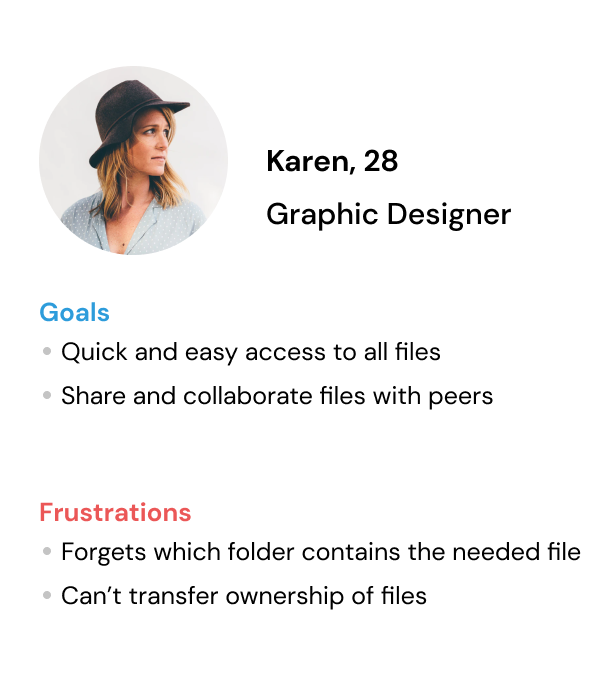 Karen, 28
Graphic Designer
Goals
• Quick and easy access to all files
• Share and collaborate files with peers
Frustrations
• Forgets which folder contains the needed file
• Can’t transfer ownership of files